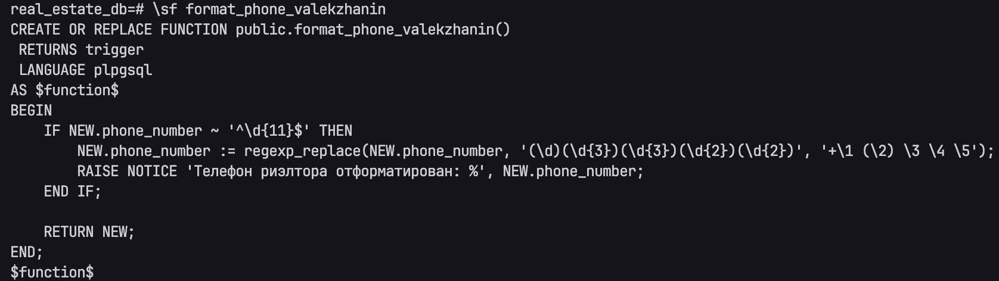 real_estate_db=# \sf format_phone_valekzhanin
CREATE OR REPLACE FUNCTION public.format_phone_valekzhanin()
 RETURNS trigger
 LANGUAGE plpgsql
AS $function$
BEGIN
    IF NEW.phone_number ~ '^\d{11}$' THEN
        NEW.phone_number := regexp_replace(NEW.phone_number, '(\d)(\d{3})(\d{3})(\d{2})(\d{2})', '+\1 (\2) \3 \4 \5');
        RAISE NOTICE 'Телефон риэлтора отформатирован: %', NEW.phone_number;
    END IF;

    RETURN NEW;
END;
$function$